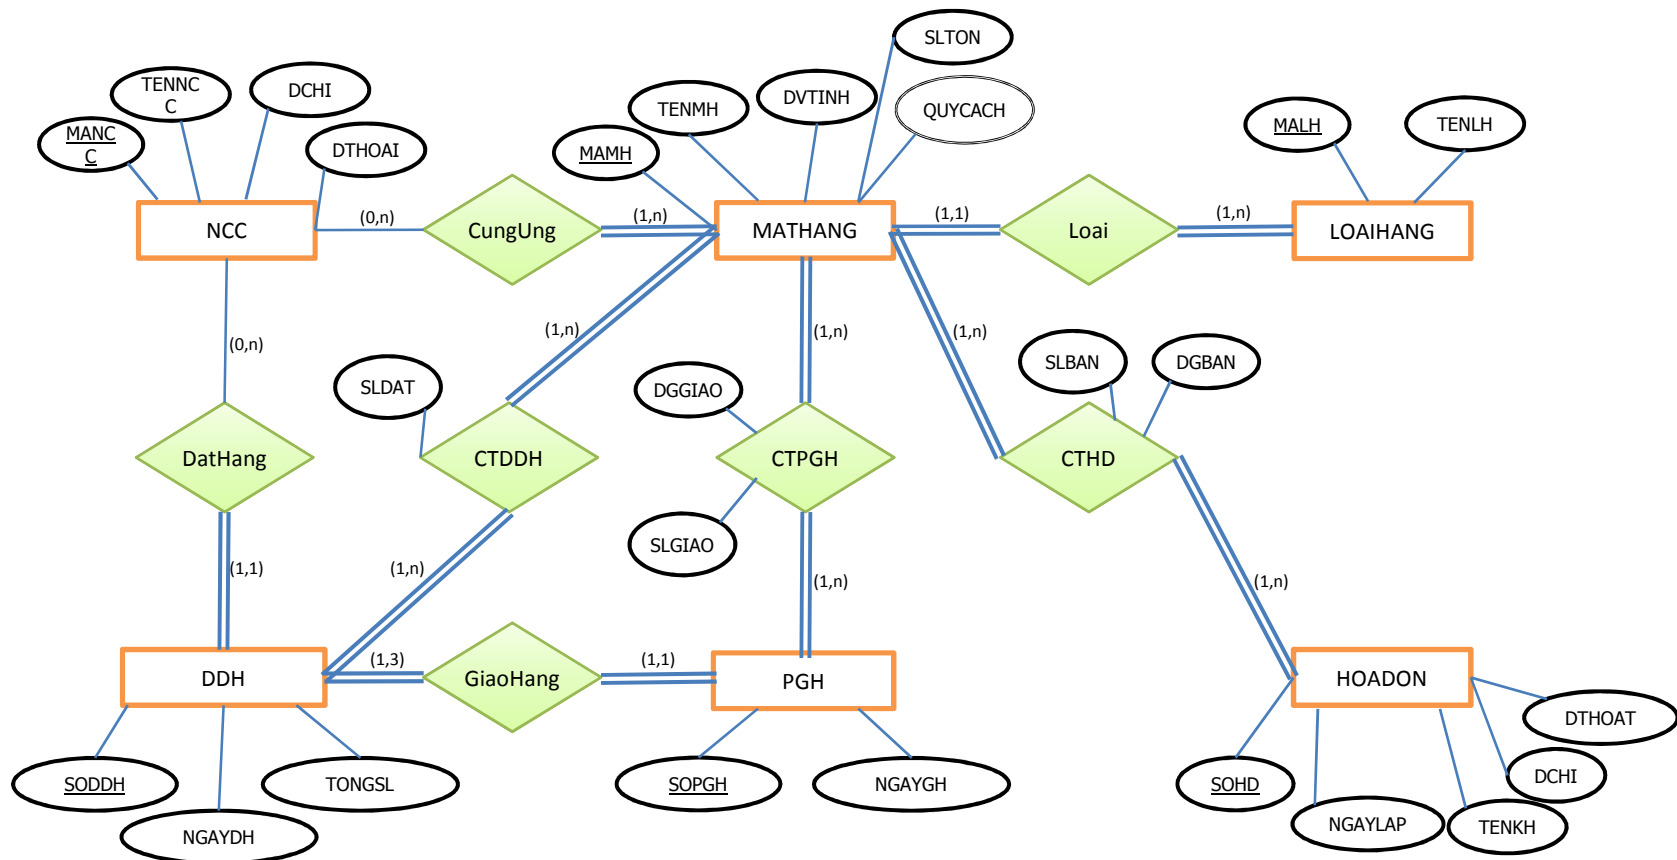 SLTON
TENNC
C
DCHI
TENMH
DVTINH
QUYCACH
MALH
TENLH
MANC
C
DTHOAI
MAMH
NCC
(0,n)
CungUng
(1,n)
MATHANG
(1,1)
Loai
(1,n)
LOAIHANG
(0,n)
(1,n)
(1,n)
(1,n)
SLDAT
DGGIAO
SLBAN
DGBAN
DatHang
CTDDH
CTPGH
CTHD
SLGIAO
(1,1)
(1,n)
(1,n)
(1,n)
DDH
(1,3)
GiaoHang
(1,1)
PGH
HOADON
DTHOAT
SODDH
TONGSL
SOPGH
NGAYGH
SOHD
DCHI
NGAYDH
NGAYLAP
TENKH